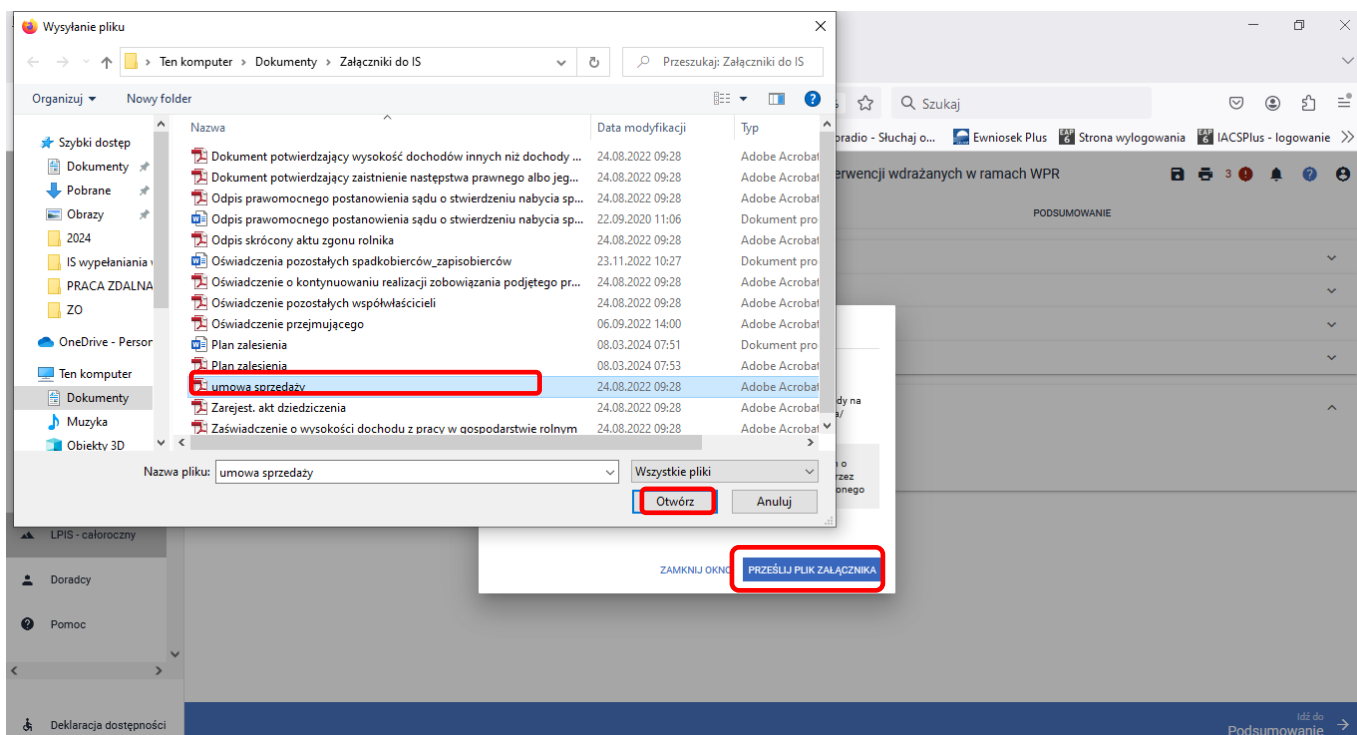 Wysyłanie pliku
Ten komputer > Dokumenty > Załączniki do IS
Przeszukaj: Załączniki do IS
Organizuj
Nowy folder
Nazwa
Data modyfikacji
Typ
Szybki dostęp
Dokumenty
Pobrane
Obrazy
2024
IS wypełaniania
PRACA ZDALNA
ZO
OneDrive - Person
Ten komputer
Dokumenty
Muzyka
Obiekty 3D
Dokument potwierdzający wysokość dochodów innych niż dochody ... 24.08.2022 09:28 Adobe Acrobat
Dokument potwierdzający zaistnienie następstwa prawnego albo jeg... 24.08.2022 09:28 Adobe Acrobat
Odpis prawomocnego postanowienia sądu o stwierdzeniu nabycia sp... 24.08.2022 09:28 Adobe Acrobat
Odpis prawomocnego postanowienia sądu o stwierdzeniu nabycia sp... 22.09.2020 11:06 Dokument pro
Odpis skrócony aktu zgonu rolnika 24.08.2022 09:28 Adobe Acrobat
Oświadczenia pozostałych spadkobierców_zapisobierców 23.11.2022 10:27 Dokument pro
Oświadczenie o kontynuowaniu realizacji zobowiązania podjętego pr... 24.08.2022 09:28 Adobe Acrobat
Oświadczenie pozostałych współwłaścicieli 24.08.2022 09:28 Adobe Acrobat
Oświadczenie przejmującego 06.09.2022 14:00 Adobe Acrobat
Plan zalesienia 08.03.2024 07:51 Dokument pro
Plan zalesienia 08.03.2024 07:53 Adobe Acrobat
umowa sprzedaży 24.08.2022 09:28 Adobe Acrobat
Zarejest. akt dziedziczenia 24.08.2022 09:28 Adobe Acrobat
Zaświadczenie o wysokości dochodu z pracy w gospodarstwie rolnym 24.08.2022 09:28 Adobe Acrobat
Nazwa pliku: umowa sprzedaży
Wszystkie pliki
Otwórz
Anuluj
Szukaj
oradio - Słuchaj o...
Ewniosek Plus
Strona wylogowania
IACSPlus - logowanie
erwencji wdrażanych w ramach WPR
3
PODSUMOWANIE
dy na
a/
o
rzez
onego
ZAMKNIJ OKNO
PRZEŚLIJ PLIK ZAŁĄCZNIKA
LPIS - całoroczny
Doradcy
Pomoc
Deklaracja dostępności
Idź do
Podsumowanie